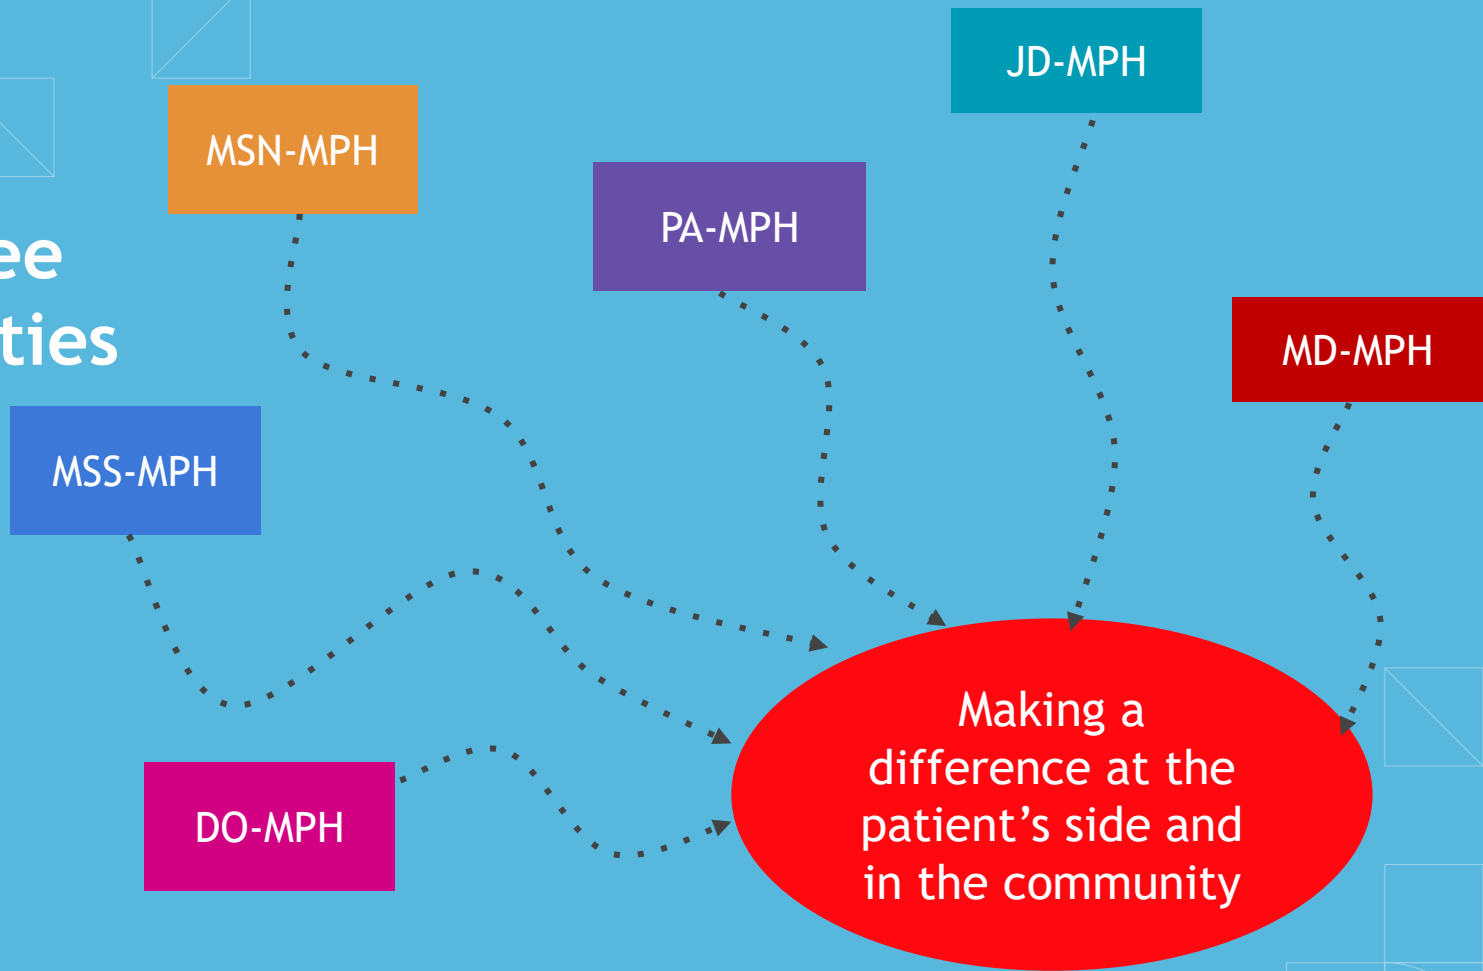 JD-MPH
MSN-MPH
PA-MPH
ee
ties
MD-MPH
MSS-MPH
Making a
difference at the
patient’s side and
in the community
DO-MPH